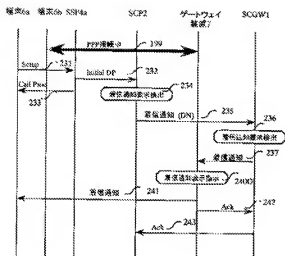 端末6a 端末6b SSP4a SCP2 ゲートウェイ装置7 SCGW1
PPP接続中 199
Setup 231
Initial DP 232
Call Proc
233
着信通知要求検出 234
着信通知 (DN) 235
236
着信通知要求検出
237
着信通知
着信通知表示指示 2400
着信通知 241
Ack 242
Ack 243